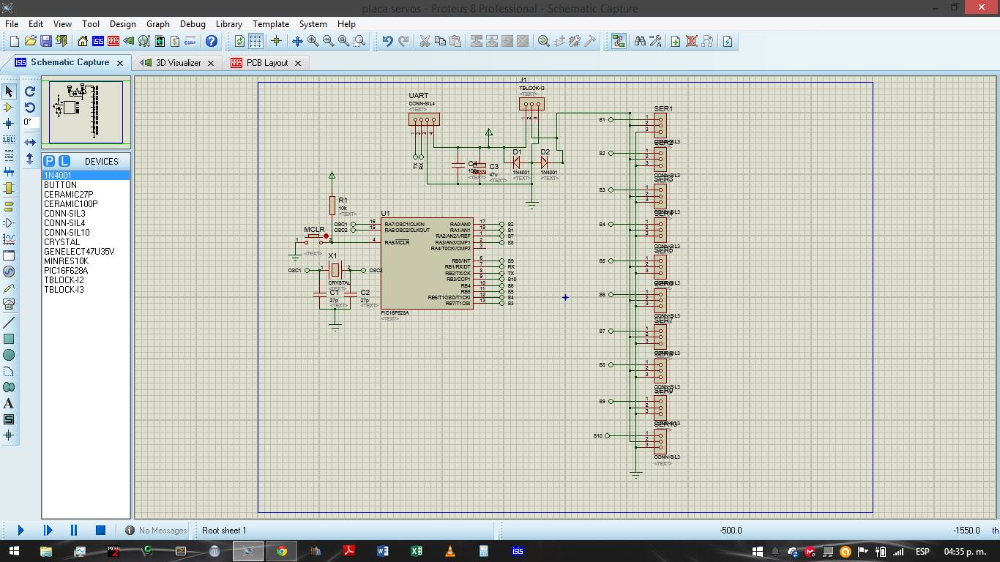 placa servos - Proteus 8 Professional - Schematic Capture
File Edit View Tool Design Graph Debug Library Template System Help
Schematic Capture
3D Visualizer
PCB Layout
0°
LBL
P L DEVICES
1N4001
BUTTON
CERAMIC27P
CERAMIC100P
CONN-SIL3
CONN-SIL4
CONN-SIL10
CRYSTAL
GENELECT47U35V
MINRES10K
PIC16F628A
TBLOCK-I2
TBLOCK-I3
J1
TBLOCK-I3
<TEXT>
1 2 3
UART
CONN-SIL4
<TEXT>
1 2 3 4
TX
RX
C4
C3
47u
<TEXT>
D1
1N4001
<TEXT>
D2
1N4001
<TEXT>
R1
10k
<TEXT>
MCLR
1 2
<TEXT>
X1
OSC1
1 2
OSC2
CRYSTAL
<TEXT>
C1
27p
<TEXT>
C2
27p
<TEXT>
U1
OSC1 16 RA7/OSC1/CLKIN
OSC2 15 RA6/OSC2/CLKOUT
4 RA5/MCLR
RA0/AN0 17 S2
RA1/AN1 18 S1
RA2/AN2/VREF 1 S7
RA3/AN3/CMP1 2 S8
RA4/T0CKI/CMP2 3
RB0/INT 6 S9
RB1/RX/DT 7 RX
RB2/TX/CK 8 TX
RB3/CCP1 9 S10
RB4 10 S6
RB5 11 S5
RB6/T1OSO/T1CKI 12 S4
RB7/T1OSI 13 S3
PIC16F628A
<TEXT>
SER1
S1
1
2
3
CONN-SIL3
S2
1
2
3
CONN-SIL3
SER3
S3
1
2
3
CONN-SIL3
SER4
S4
1
2
3
CONN-SIL3
SER5
S5
1
2
3
CONN-SIL3
S6
1
2
3
CONN-SIL3
SER7
S7
1
2
3
CONN-SIL3
S8
1
2
3
CONN-SIL3
SER9
S9
1
2
3
CONN-SIL3
SER10
S10
1
2
3
CONN-SIL3
<TEXT>
No Messages
Root sheet 1
-500.0
-1550.0
th
ESP
04:35 p. m.